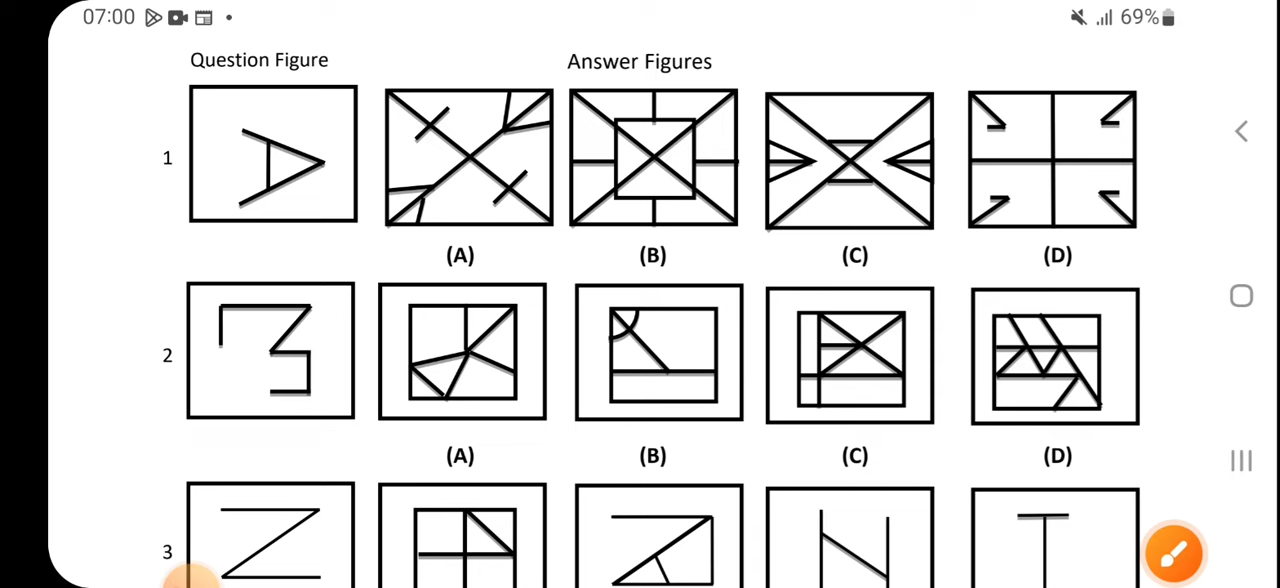 07:00 69%
Question Figure Answer Figures
1
(A) (B) (C) (D)
2
(A) (B) (C) (D)
3